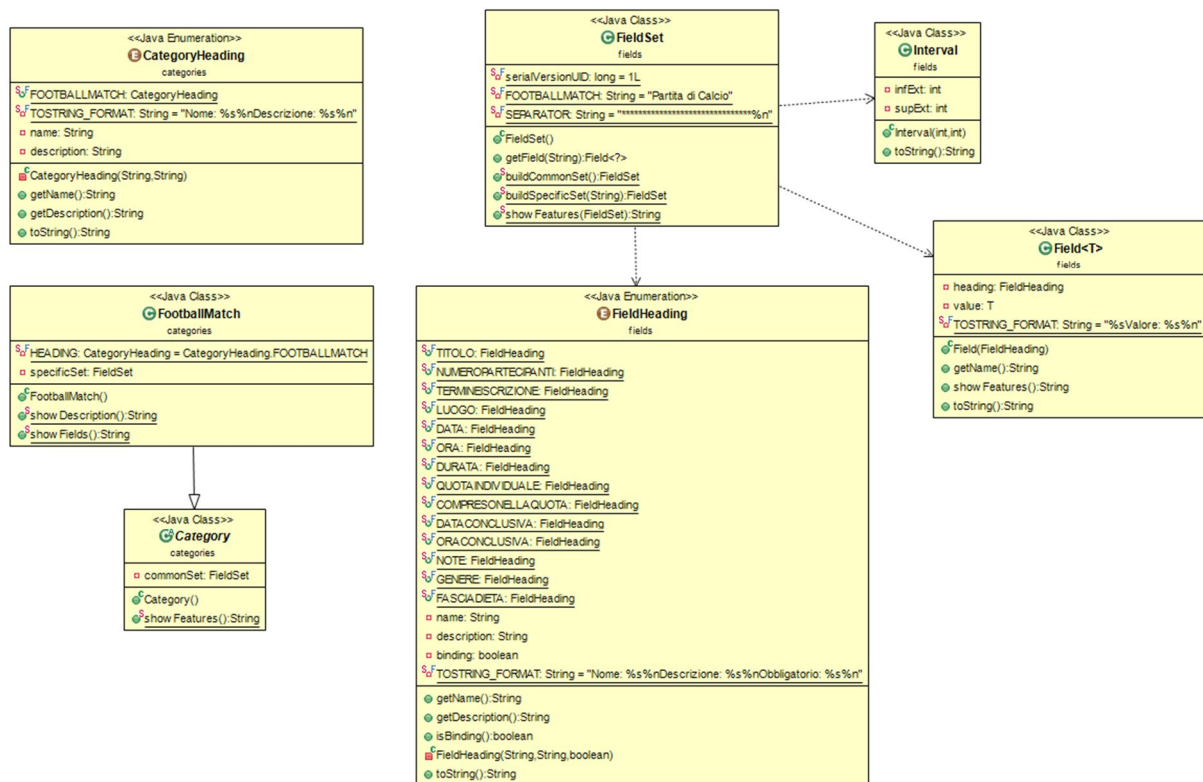 <<Java Enumeration>>
CategoryHeading
categories
FOOTBALLMATCH: CategoryHeading
TOSTRING_FORMAT: String = "Nome: %s%nDescrizione: %s%n"
name: String
description: String
CategoryHeading(String,String)
getName():String
getDescription():String
toString():String
<<Java Class>>
FieldSet
fields
serialVersionUID: long = 1L
FOOTBALLMATCH: String = "Partita di Calcio"
SEPARATOR: String = "*******************************%n"
FieldSet()
getField(String):Field<?>
buildCommonSet():FieldSet
buildSpecificSet(String):FieldSet
showFeatures(FieldSet):String
<<Java Class>>
Interval
fields
infExt: int
supExt: int
Interval(int,int)
toString():String
<<Java Class>>
Field<T>
fields
heading: FieldHeading
value: T
TOSTRING_FORMAT: String = "%sValore: %s%n"
Field(FieldHeading)
getName():String
showFeatures():String
toString():String
<<Java Class>>
FootballMatch
categories
HEADING: CategoryHeading = CategoryHeading.FOOTBALLMATCH
specificSet: FieldSet
FootballMatch()
showDescription():String
showFields():String
<<Java Class>>
Category
categories
commonSet: FieldSet
Category()
showFeatures():String
<<Java Enumeration>>
FieldHeading
fields
TITOLO: FieldHeading
NUMEROPARTECIPANTI: FieldHeading
TERMINEISCRIZIONE: FieldHeading
LUOGO: FieldHeading
DATA: FieldHeading
ORA: FieldHeading
DURATA: FieldHeading
QUOTAINDIVIDUALE: FieldHeading
COMPRESONELLAQUOTA: FieldHeading
DATACONCLUSIVA: FieldHeading
ORACONCLUSIVA: FieldHeading
NOTE: FieldHeading
GENERE: FieldHeading
FASCIADIETA: FieldHeading
name: String
description: String
binding: boolean
TOSTRING_FORMAT: String = "Nome: %s%nDescrizione: %s%nObbligatorio: %s%n"
getName():String
getDescription():String
isBinding():boolean
FieldHeading(String,String,boolean)
toString():String